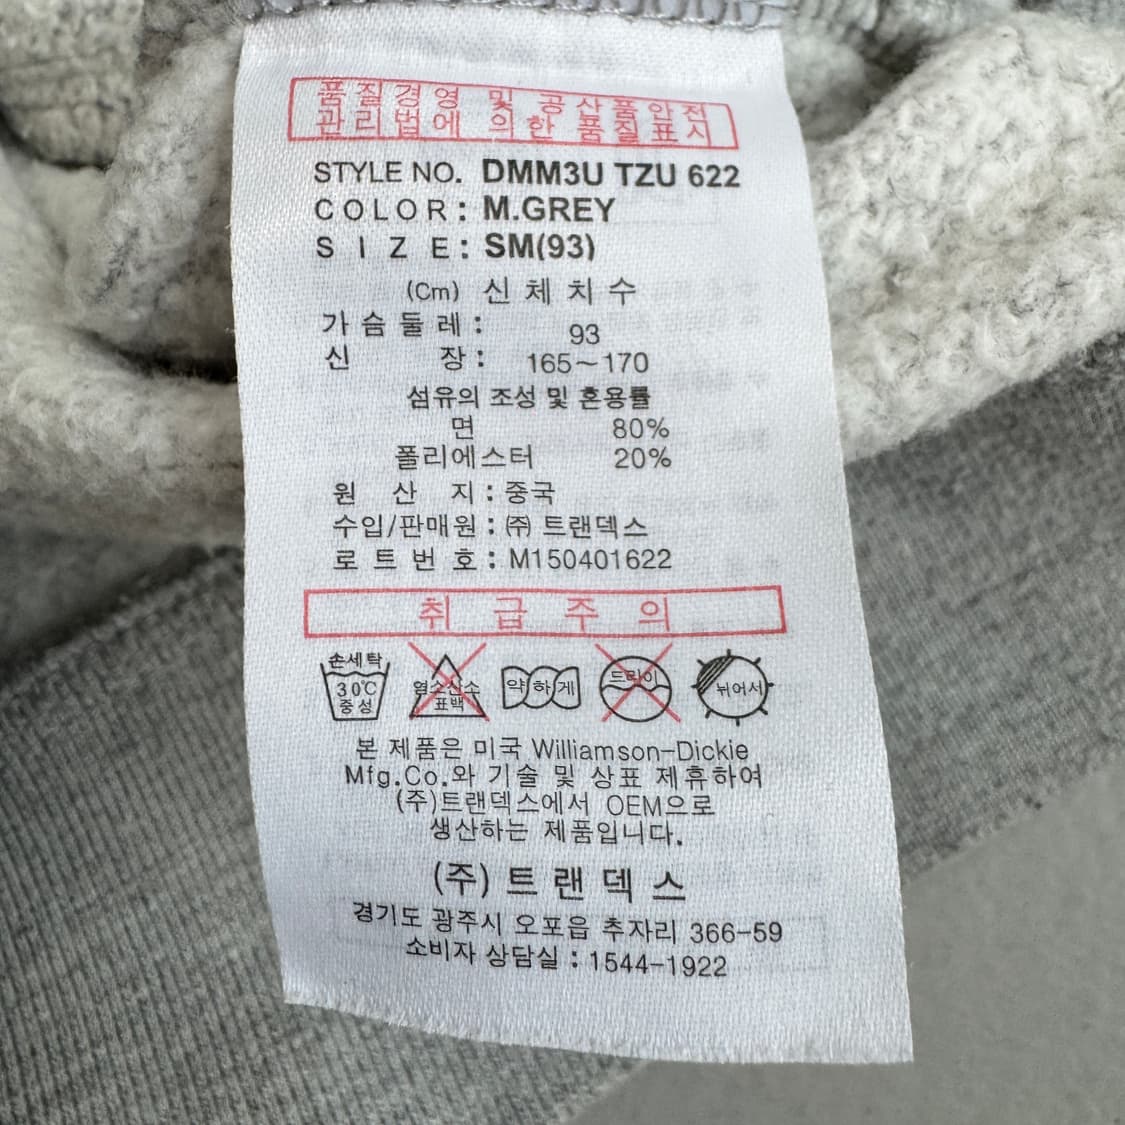 품질경영 및 공산품안전
관리법에 의한 품질표시
STYLE NO. DMM3U TZU 622
COLOR: M.GREY
SIZE: SM(93)
(Cm) 신체치수
가슴둘레: 93
신장: 165~170
섬유의 조성 및 혼용률
면 80%
폴리에스터 20%
원산지: 중국
수입/판매원: ㈜ 트랜덱스
로트번호: M150401622
취급주의
손세탁 30℃ 중성
염소산소 표백
약하게
드라이
뉘어서
본 제품은 미국 Williamson-Dickie
Mfg.Co.와 기술 및 상표 제휴하여
(주)트랜덱스에서 OEM으로
생산하는 제품입니다.
(주)트랜덱스
경기도 광주시 오포읍 추자리 366-59
소비자 상담실 : 1544-1922